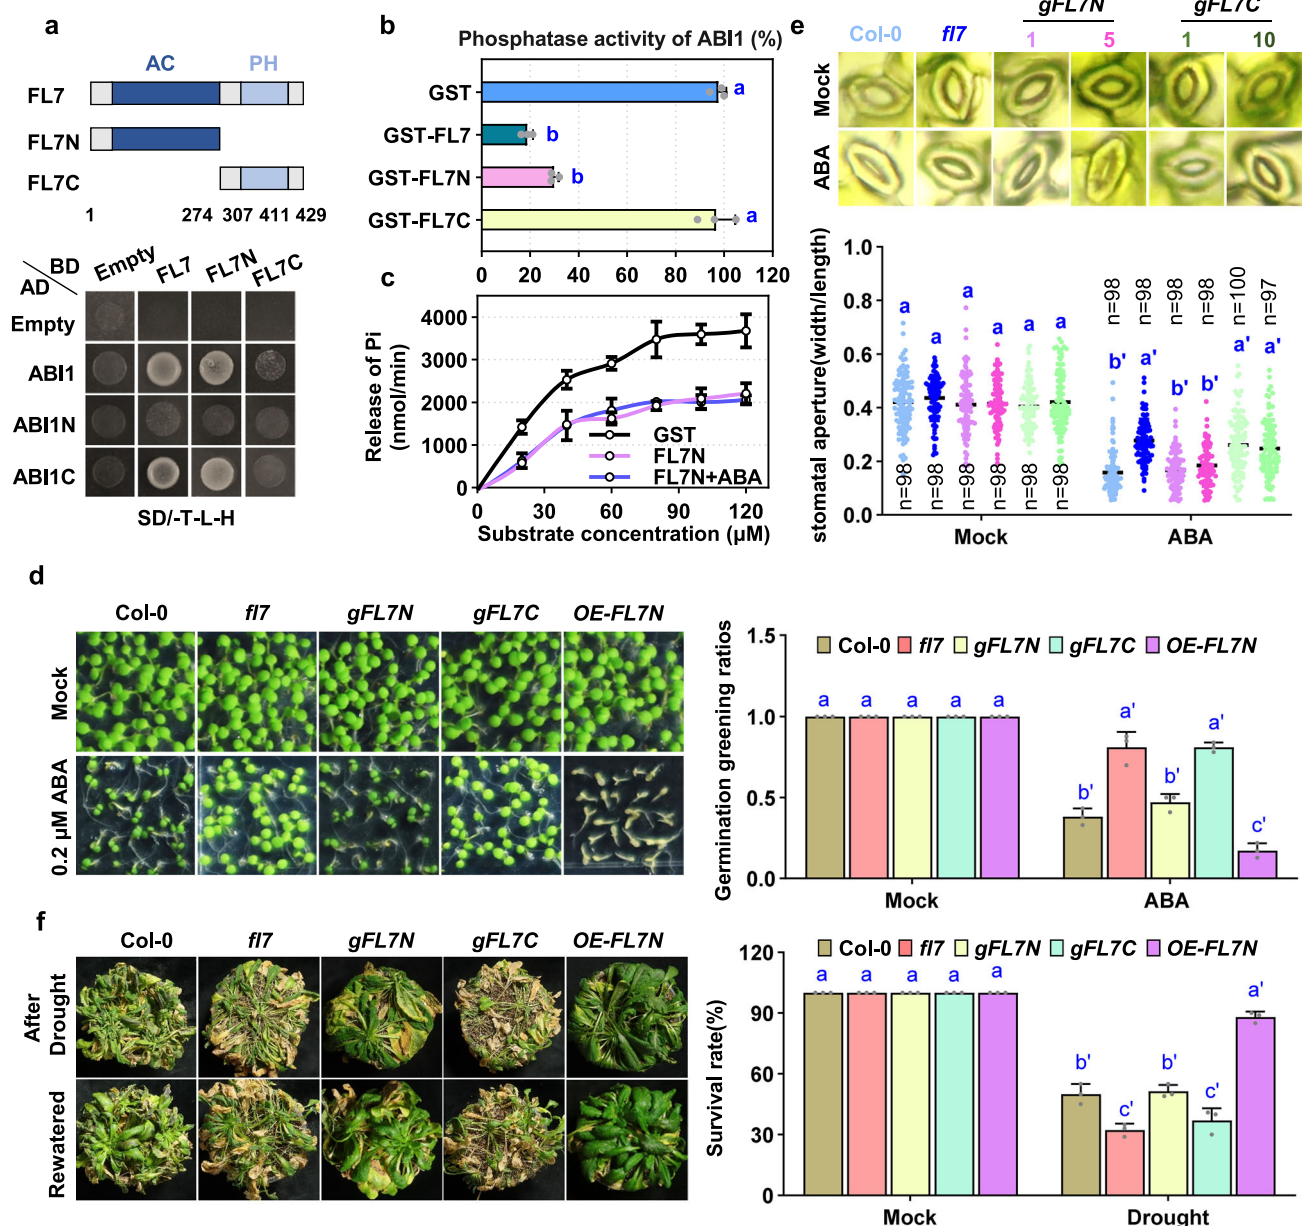 a
AC PH
FL7
FL7N
FL7C
1 274 307 411 429
BD
AD
Empty FL7 FL7N FL7C
Empty
ABI1
ABI1N
ABI1C
SD/-T-L-H
b
Phosphatase activity of ABI1 (%)
GST
a
GST-FL7
b
GST-FL7N
b
GST-FL7C
a
0 20 40 60 80 100 120
c
Release of Pi
(nmol/min)
4000
3000
2000
1000
0
GST
FL7N
FL7N+ABA
0 30 60 90 120
Substrate concentration (µM)
e
gFL7N gFL7C
Col-0 fl7 1 5 1 10
Mock
ABA
stomatal aperture(width/length)
1.0
0.8
0.6
0.4
0.2
0.0
a a a a a a
n=98 n=98 n=98 n=98 n=98 n=98
n=98 n=98 n=98 n=98 n=100 n=97
b' a' b' b' a' a'
Mock ABA
d
Col-0 fl7 gFL7N gFL7C OE-FL7N
Mock
0.2 µM ABA
Germination greening ratios
1.5
1.0
0.5
0.0
Col-0 fl7 gFL7N gFL7C OE-FL7N
a a a a a
b' a' b' a' c'
Mock ABA
f
Col-0 fl7 gFL7N gFL7C OE-FL7N
After
Drought
Rewatered
Survival rate(%)
120
90
60
30
0
Col-0 fl7 gFL7N gFL7C OE-FL7N
a a a a a
b' c' b' c' a'
Mock Drought